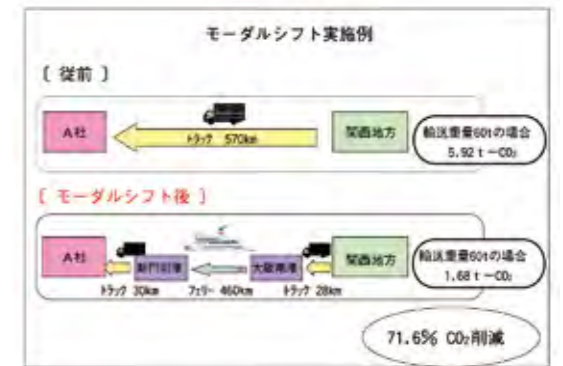 モーダルシフト実施例
[ 従前 ]
A社
トラック 570km
関西地方
輸送重量60tの場合
5.92 t－CO₂
[ モーダルシフト後 ]
A社
新門司港
大阪南港
関西地方
トラック 30km
フェリー 460km
トラック 28km
輸送重量60tの場合
1.68 t－CO₂
71.6% CO₂削減